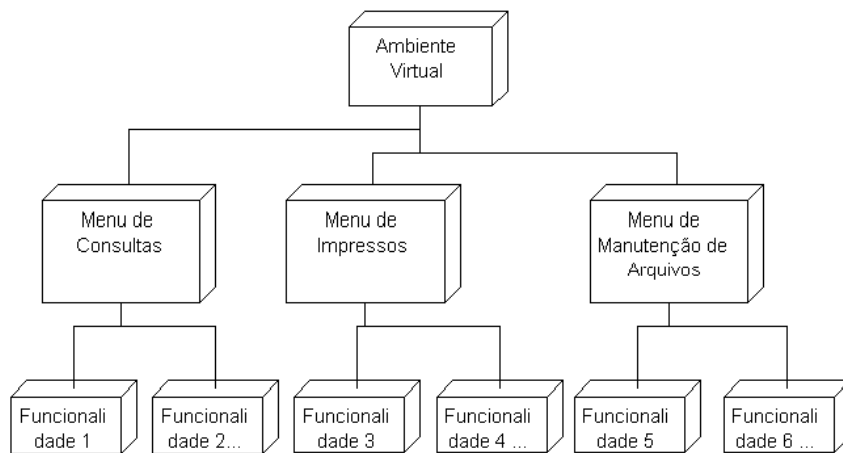 Ambiente
Virtual
Menu de
Consultas
Menu de
Impressos
Menu de
Manutenção de
Arquivos
Funcionali
dade 1
Funcionali
dade 2...
Funcionali
dade 3
Funcionali
dade 4 ...
Funcionali
dade 5
Funcionali
dade 6 ...